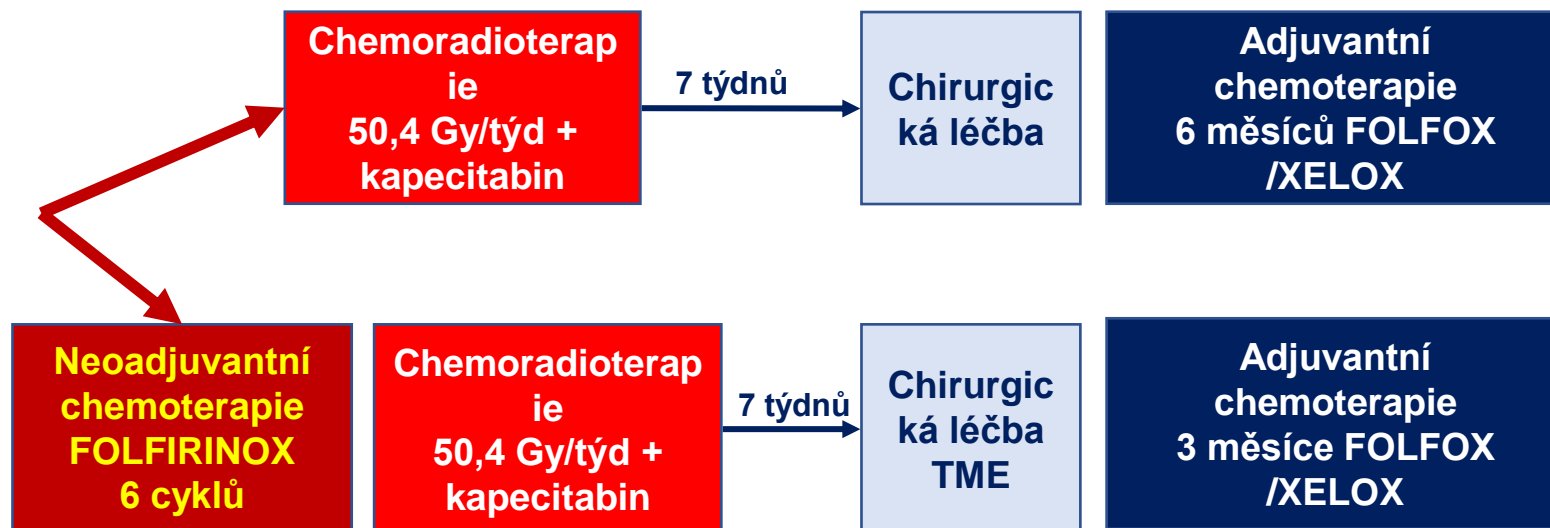 Chemoradioterap
ie
50,4 Gy/týd +
kapecitabin
7 týdnů
Chirurgic
ká léčba
Adjuvantní
chemoterapie
6 měsíců FOLFOX
/XELOX
Neoadjuvantní
chemoterapie
FOLFIRINOX
6 cyklů
Chemoradioterap
ie
50,4 Gy/týd +
kapecitabin
7 týdnů
Chirurgic
ká léčba
TME
Adjuvantní
chemoterapie
3 měsíce FOLFOX
/XELOX